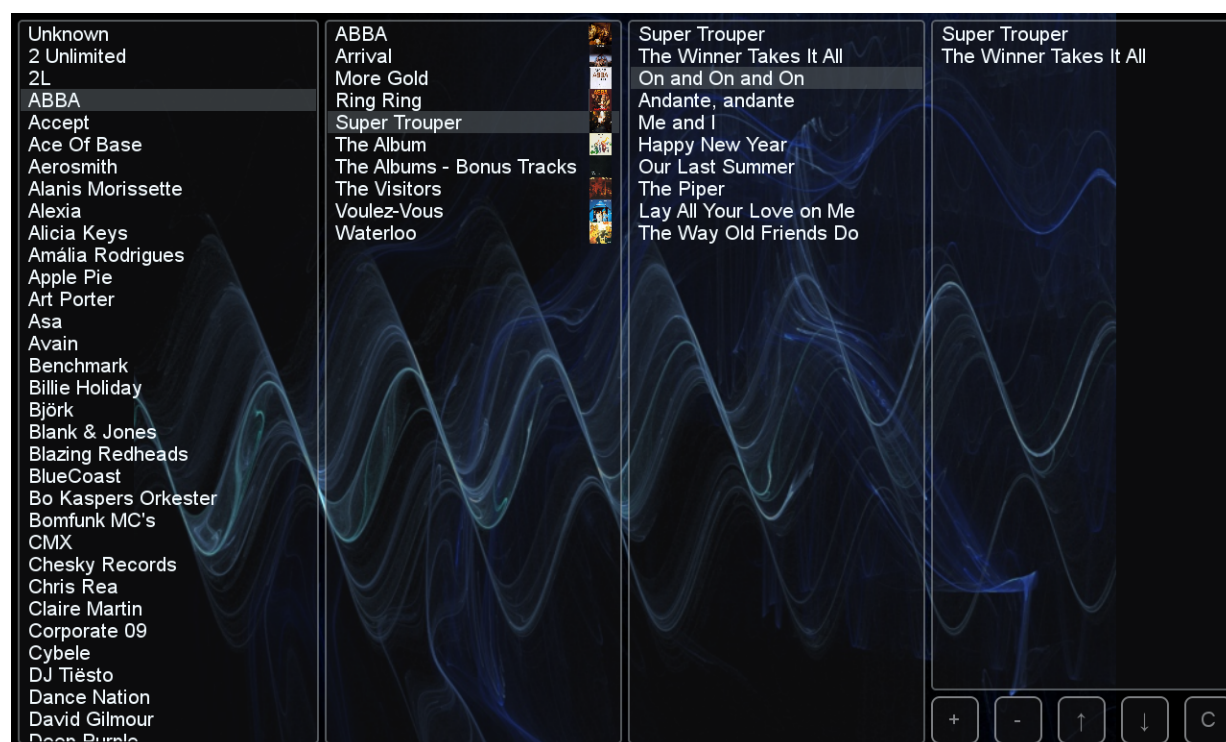 Unknown
2 Unlimited
2L
ABBA
Accept
Ace Of Base
Aerosmith
Alanis Morissette
Alexia
Alicia Keys
Amália Rodrigues
Apple Pie
Art Porter
Asa
Avain
Benchmark
Billie Holiday
Björk
Blank & Jones
Blazing Redheads
BlueCoast
Bo Kaspers Orkester
Bomfunk MC's
CMX
Chesky Records
Chris Rea
Claire Martin
Corporate 09
Cybele
DJ Tiësto
Dance Nation
David Gilmour
Deep Purple
ABBA
Arrival
More Gold
Ring Ring
Super Trouper
The Album
The Albums - Bonus Tracks
The Visitors
Voulez-Vous
Waterloo
Super Trouper
The Winner Takes It All
On and On and On
Andante, andante
Me and I
Happy New Year
Our Last Summer
The Piper
Lay All Your Love on Me
The Way Old Friends Do
Super Trouper
The Winner Takes It All
+ - ↑ ↓ C